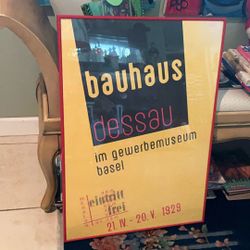 bauhaus
dessau
im gewerbemuseum
basel
eintritt
frei
21 IV - 20. V. 1929